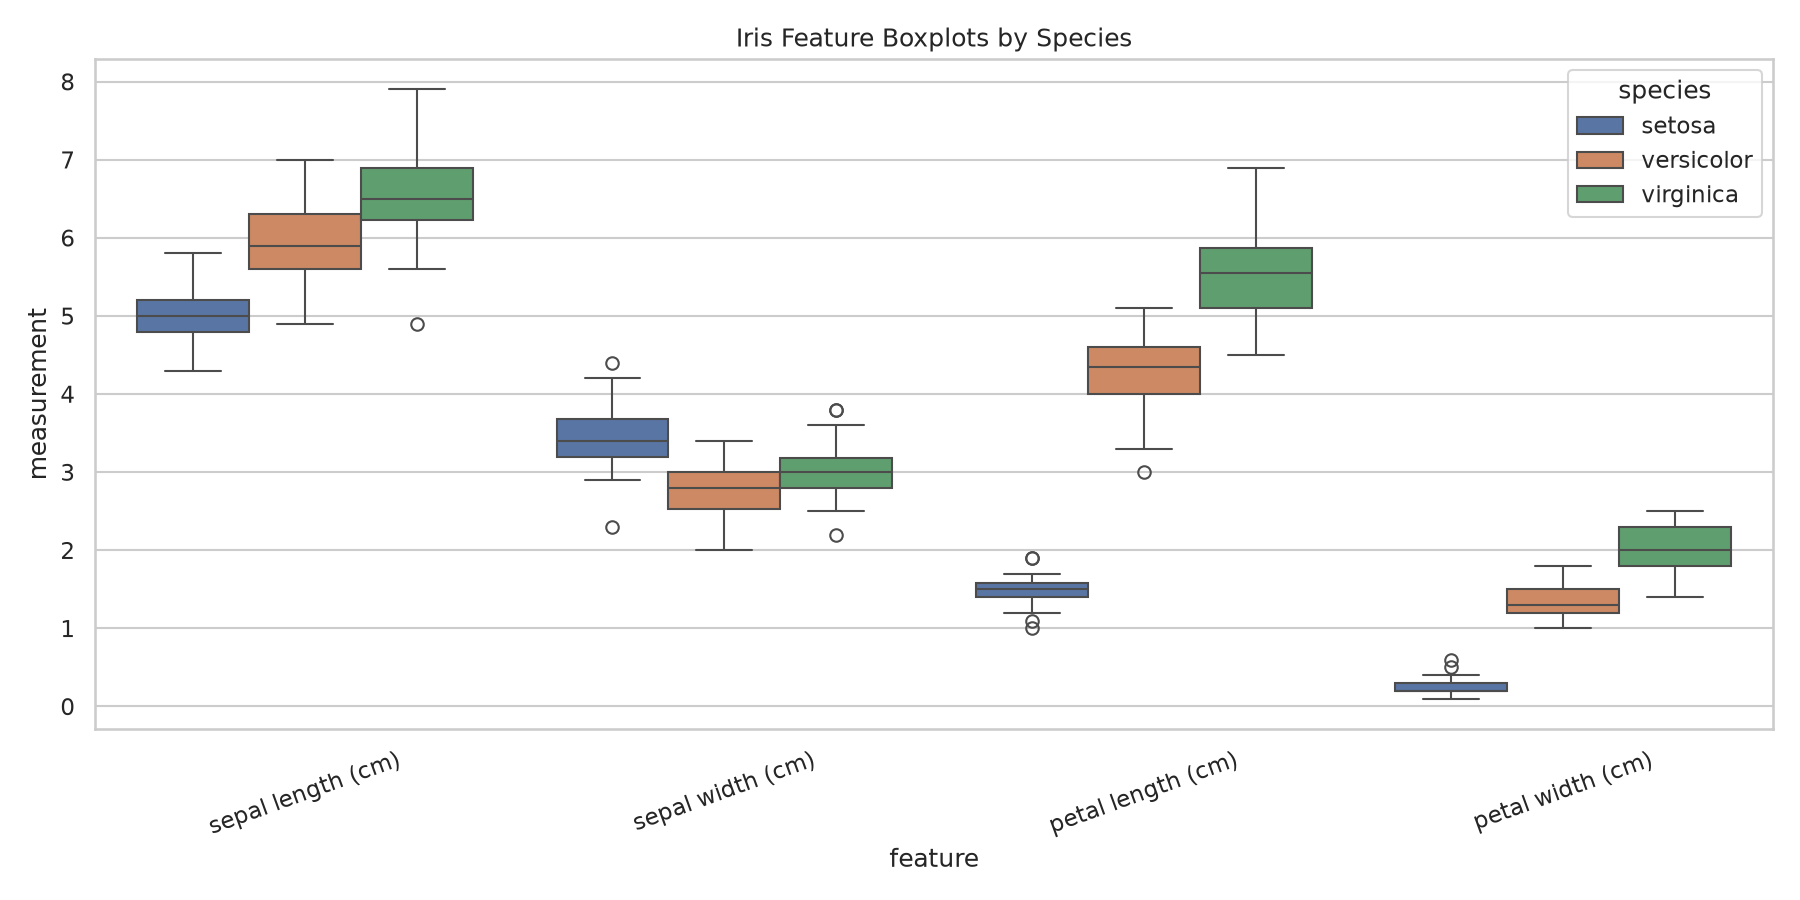 Iris Feature Boxplots by Species
species
setosa
versicolor
virginica
measurement
8
7
6
5
4
3
2
1
0
sepal length (cm)
sepal width (cm)
petal length (cm)
petal width (cm)
feature